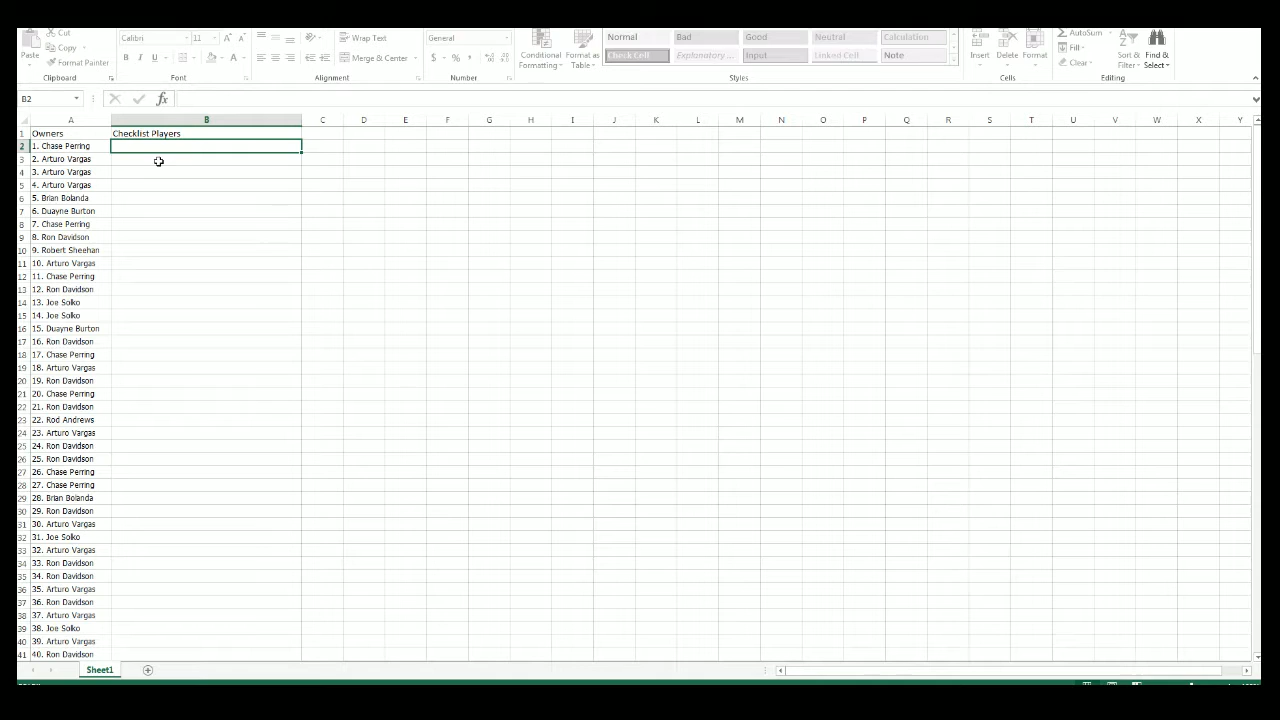 Cut
Copy
Paste
Format Painter
Clipboard
Calibri 11 A A
B I U
Font
Wrap Text
Merge & Center
Alignment
General
$ % ,
Number
Conditional Formatting
Format as Table
Normal Bad Good Neutral Calculation
Check Cell Explanatory ... Input Linked Cell Note
Styles
Insert Delete Format
Cells
AutoSum
Fill
Clear
Sort & Filter
Find & Select
Editing
B2 fx
A B C D E F G H I J K L M N O P Q R S T U V W X Y
1 Owners Checklist Players
2 1. Chase Perring
3 2. Arturo Vargas
4 3. Arturo Vargas
5 4. Arturo Vargas
6 5. Brian Bolanda
7 6. Duayne Burton
8 7. Chase Perring
9 8. Ron Davidson
10 9. Robert Sheehan
11 10. Arturo Vargas
12 11. Chase Perring
13 12. Ron Davidson
14 13. Joe Solko
15 14. Joe Solko
16 15. Duayne Burton
17 16. Ron Davidson
18 17. Chase Perring
19 18. Arturo Vargas
20 19. Ron Davidson
21 20. Chase Perring
22 21. Ron Davidson
23 22. Rod Andrews
24 23. Arturo Vargas
25 24. Ron Davidson
26 25. Ron Davidson
27 26. Chase Perring
28 27. Chase Perring
29 28. Brian Bolanda
30 29. Ron Davidson
31 30. Arturo Vargas
32 31. Joe Solko
33 32. Arturo Vargas
34 33. Ron Davidson
35 34. Ron Davidson
36 35. Arturo Vargas
37 36. Ron Davidson
38 37. Arturo Vargas
39 38. Joe Solko
40 39. Arturo Vargas
41 40. Ron Davidson
Sheet1